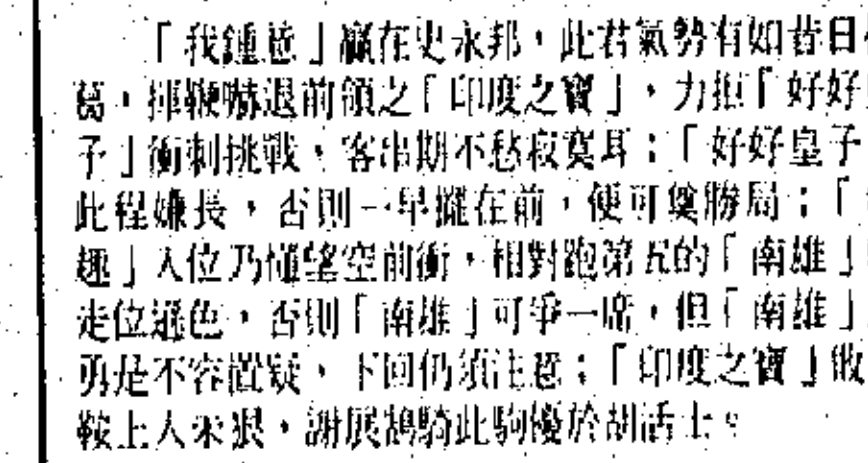 「我鍾意」贏在史永邦，此君氣勢有如昔日
葛，揮鞭嚇退前領之「印度之寶」，力拒「好好
子」衝刺挑戰，客串期不愁寂寞耳；「好好皇子
此程嫌長，否則一早擺在前，便可奠勝局；「
趣」入位乃懂望空前衝，相對跑第五的「南雄」
走位遜色，否則「南雄」可爭一席，但「南雄」
勇是不容置疑，下回仍須注意；「印度之寶」敗
鞍上人未狠，謝展鵠騎此駒優於胡活士。